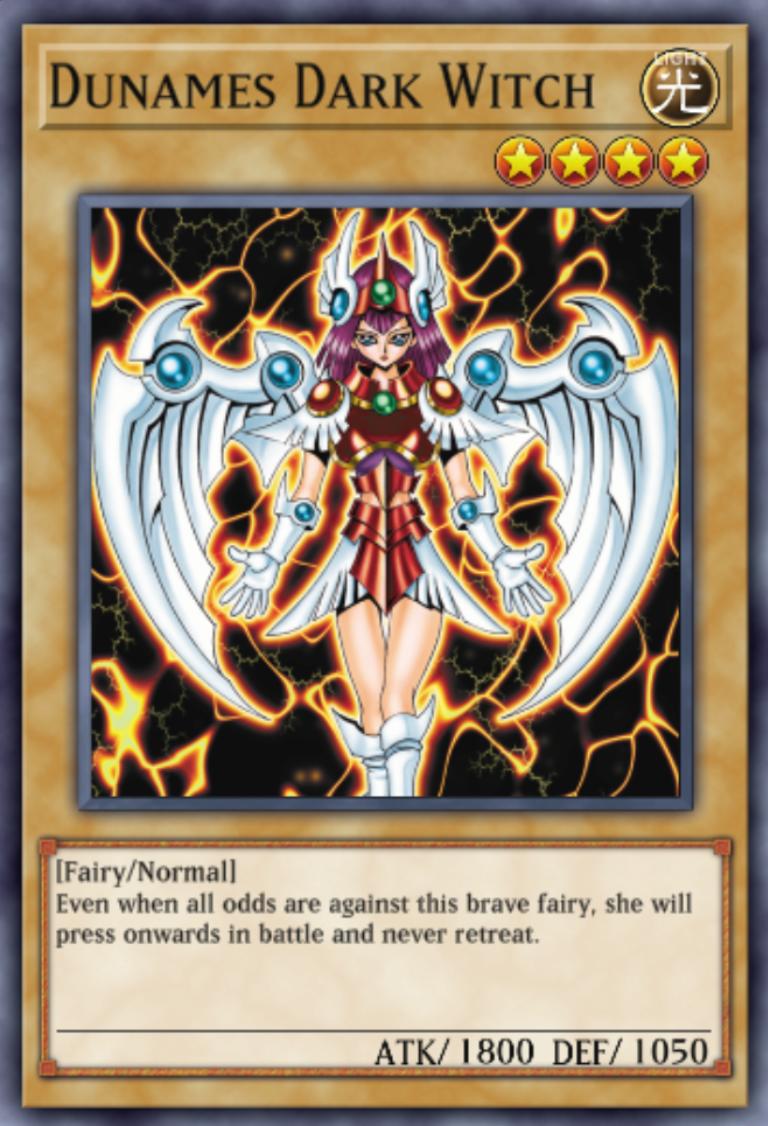 DUNAMES DARK WITCH
LIGHT
光
[Fairy/Normal]
Even when all odds are against this brave fairy, she will
press onwards in battle and never retreat.
ATK/ 1800 DEF/ 1050